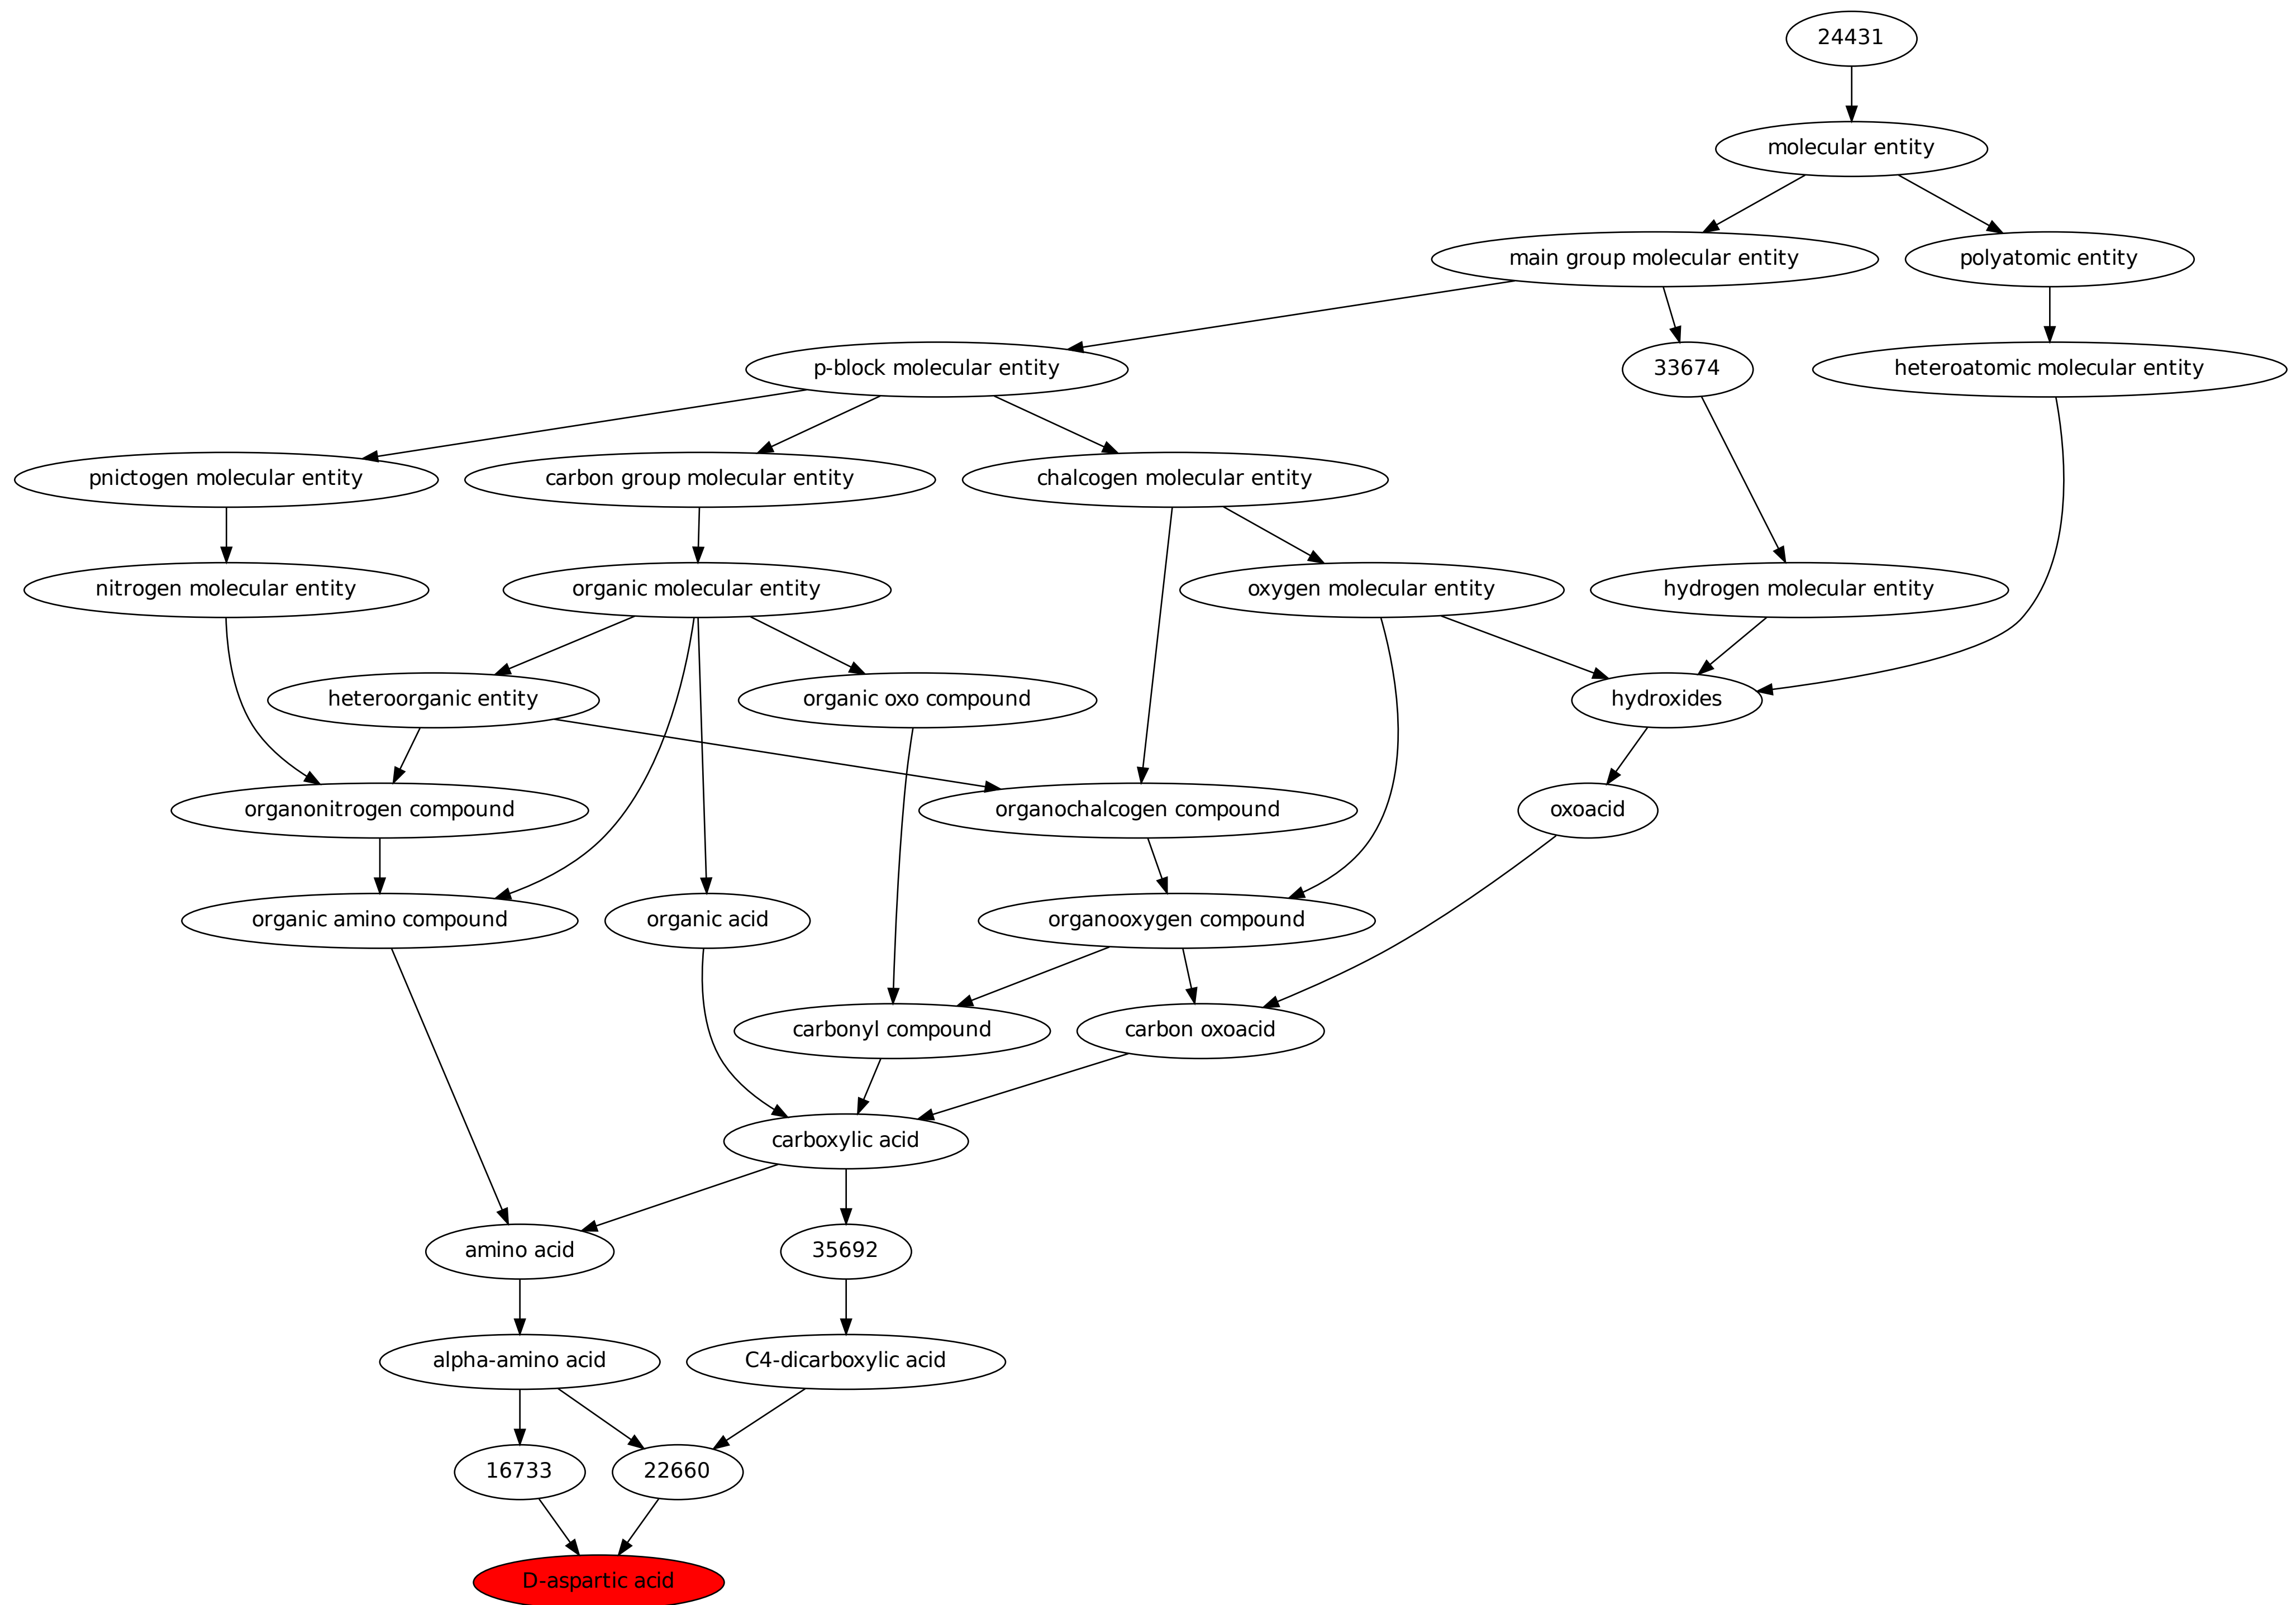 24431
molecular entity
main group molecular entity
polyatomic entity
p-block molecular entity
33674
heteroatomic molecular entity
pnictogen molecular entity
carbon group molecular entity
chalcogen molecular entity
nitrogen molecular entity
organic molecular entity
oxygen molecular entity
hydrogen molecular entity
heteroorganic entity
organic oxo compound
hydroxides
organonitrogen compound
organochalcogen compound
oxoacid
organic amino compound
organic acid
organooxygen compound
carbonyl compound
carbon oxoacid
carboxylic acid
amino acid
35692
alpha-amino acid
C4-dicarboxylic acid
16733
22660
D-aspartic acid